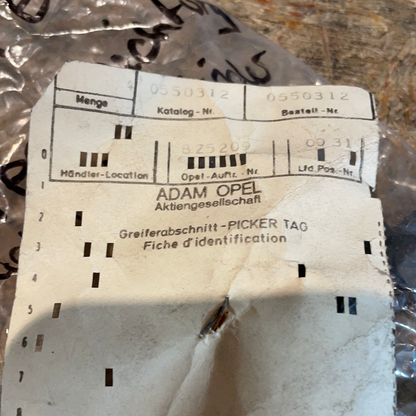 0550312 0550312
Menge Katalog-Nr. Bestell-Nr.
0 825209 00 31
Händler-Location Opel-Auftr.-Nr. Lfd.Pos.-Nr.
ADAM OPEL
Aktiengesellschaft
2
Greiferabschnitt-PICKER TAG
3 Fiche d'identification
4
5
6
7
8